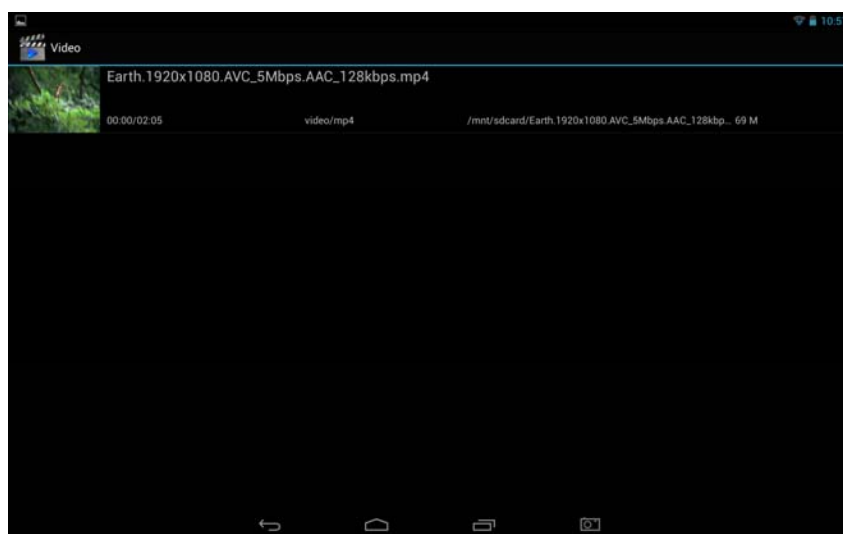 10:5
Video
Earth.1920x1080.AVC_5Mbps.AAC_128kbps.mp4
00:00/02:05 video/mp4 /mnt/sdcard/Earth.1920x1080.AVC_5Mbps.AAC_128kbp... 69 M